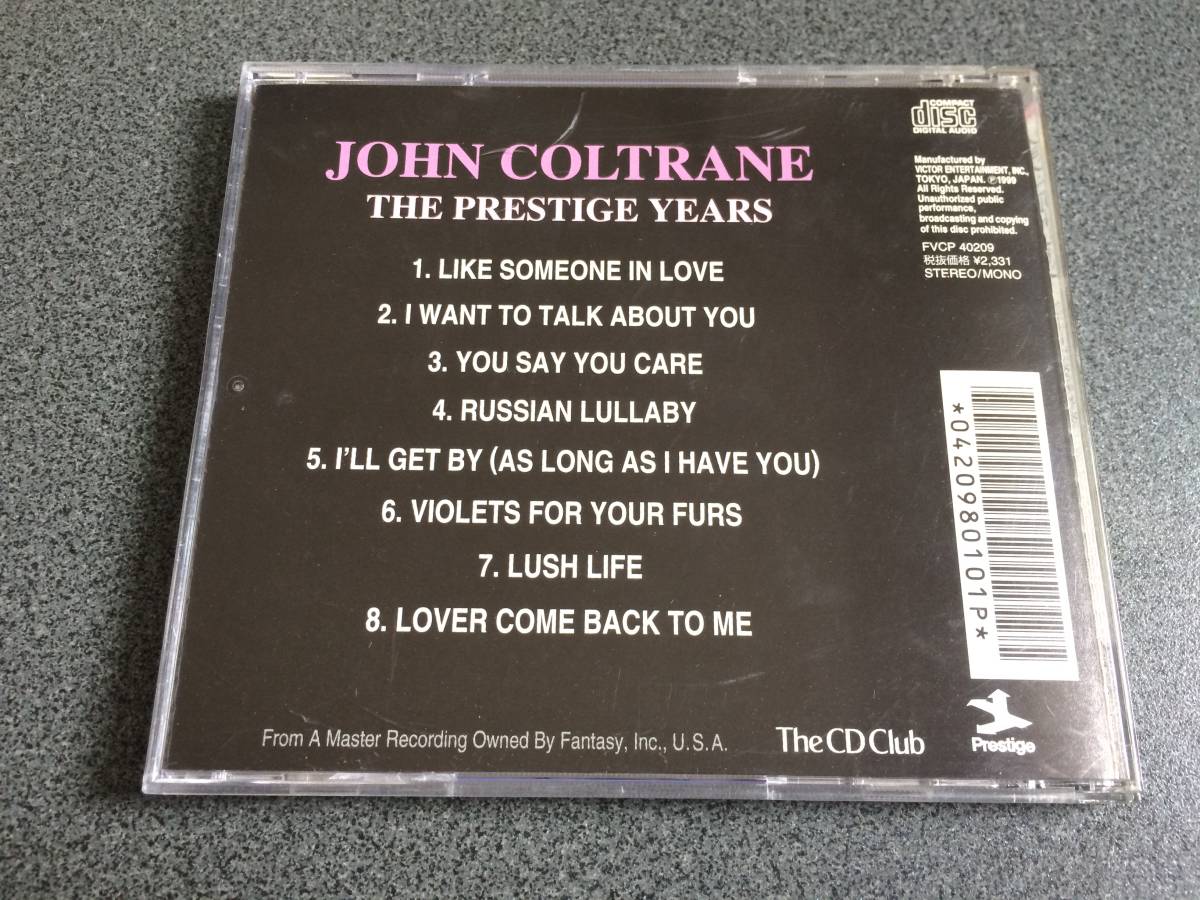 JOHN COLTRANE
THE PRESTIGE YEARS
1. LIKE SOMEONE IN LOVE
2. I WANT TO TALK ABOUT YOU
3. YOU SAY YOU CARE
4. RUSSIAN LULLABY
5. I'LL GET BY (AS LONG AS I HAVE YOU)
6. VIOLETS FOR YOUR FURS
7. LUSH LIFE
8. LOVER COME BACK TO ME
From A Master Recording Owned By Fantasy, Inc., U.S.A.
The CD Club
COMPACT
disc
DIGITAL AUDIO
Manufactured by
VICTOR ENTERTAINMENT, INC.,
TOKYO, JAPAN. Ⓟ1999
All Rights Reserved.
Unauthorized public
performance,
broadcasting and copying
of this disc prohibited.
FVCP 40209
税抜価格 ¥2,331
STEREO/MONO
*0420980101P*
Prestige